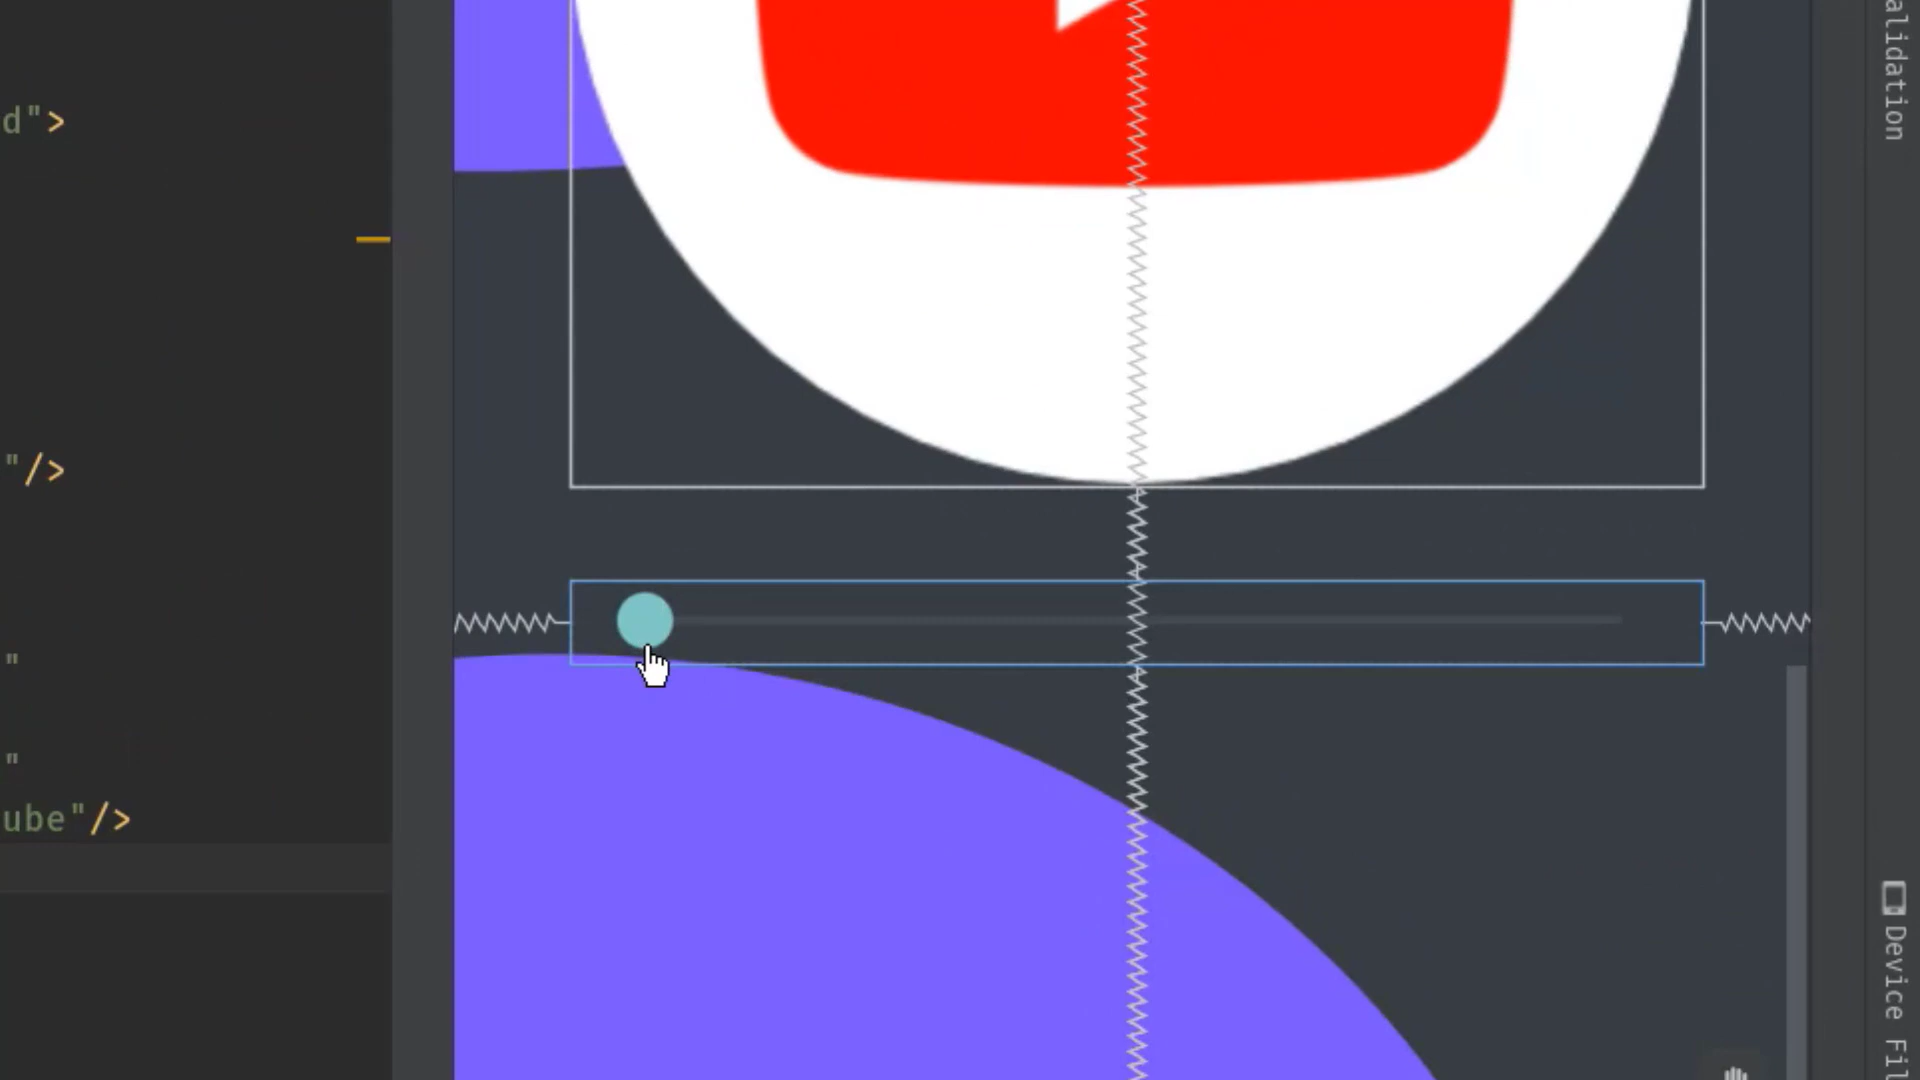 d">
"/>
"
"
ube"/>
alidation
Device Fil